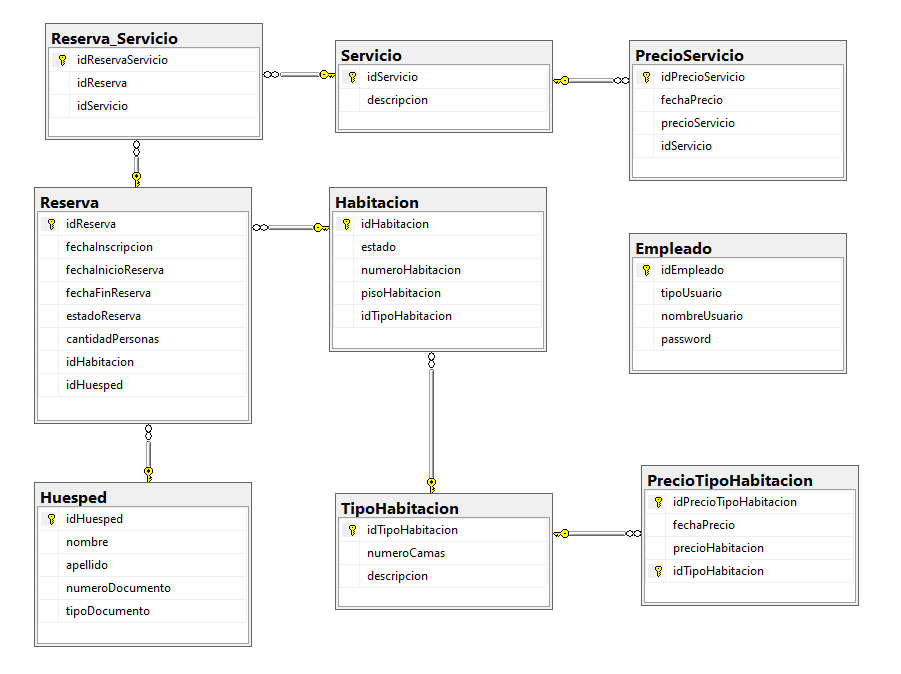 Reserva_Servicio
idReservaServicio
idReserva
idServicio
Servicio
idServicio
descripcion
PrecioServicio
idPrecioServicio
fechaPrecio
precioServicio
idServicio
Reserva
idReserva
fechaInscripcion
fechaInicioReserva
fechaFinReserva
estadoReserva
cantidadPersonas
idHabitacion
idHuesped
Habitacion
idHabitacion
estado
numeroHabitacion
pisoHabitacion
idTipoHabitacion
Empleado
idEmpleado
tipoUsuario
nombreUsuario
password
Huesped
idHuesped
nombre
apellido
numeroDocumento
tipoDocumento
TipoHabitacion
idTipoHabitacion
numeroCamas
descripcion
PrecioTipoHabitacion
idPrecioTipoHabitacion
fechaPrecio
precioHabitacion
idTipoHabitacion